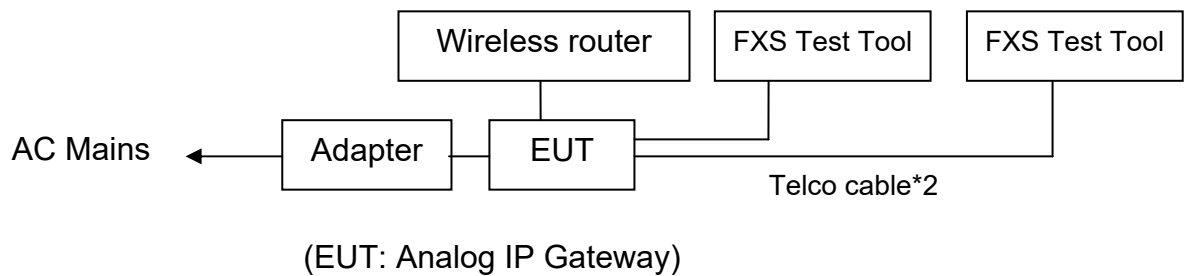 Wireless router
FXS Test Tool
FXS Test Tool
AC Mains
Adapter
EUT
Telco cable*2
(EUT: Analog IP Gateway)